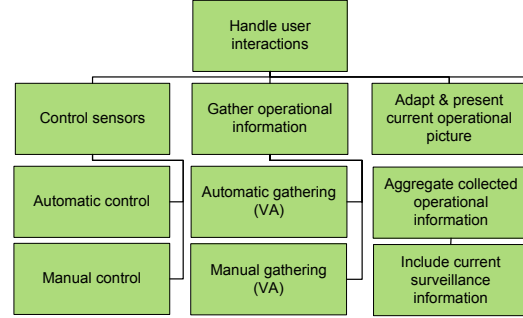 Handle user
interactions
Control sensors
Gather operational
information
Adapt & present
current operational
picture
Automatic control
Automatic gathering
(VA)
Aggregate collected
operational
information
Manual control
Manual gathering
(VA)
Include current
surveillance
information